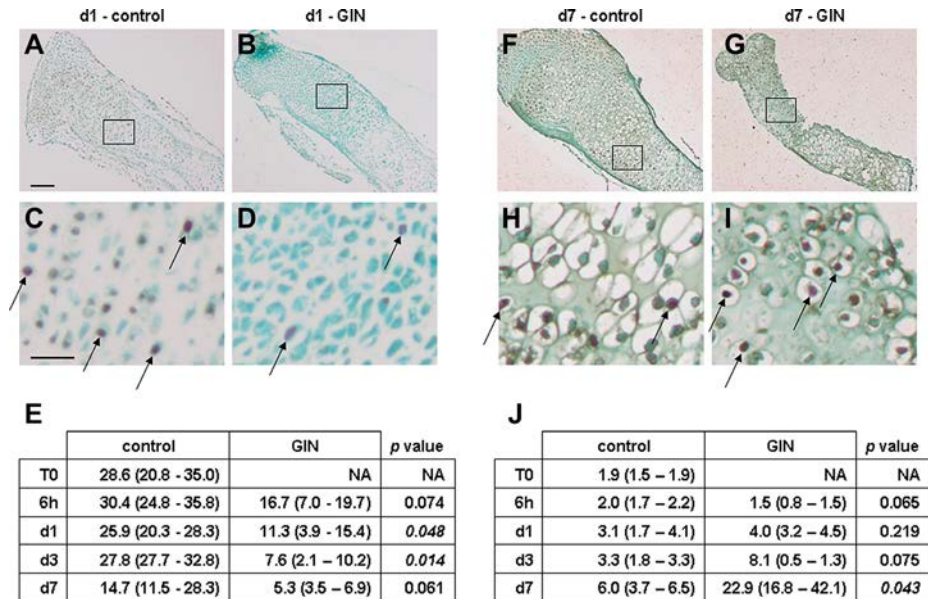 d1 - control
d1 - GIN
d7 - control
d7 - GIN
A
B
F
G
C
D
H
I
E
control
GIN
p value
T0
28.6 (20.8 - 35.0)
NA
NA
6h
30.4 (24.8 - 35.8)
16.7 (7.0 - 19.7)
0.074
d1
25.9 (20.3 - 28.3)
11.3 (3.9 - 15.4)
0.048
d3
27.8 (27.7 - 32.8)
7.6 (2.1 – 10.2)
0.014
d7
14.7 (11.5 - 28.3)
5.3 (3.5 – 6.9)
0.061
J
control
GIN
p value
T0
1.9 (1.5 – 1.9)
NA
NA
6h
2.0 (1.7 – 2.2)
1.5 (0.8 – 1.5)
0.065
d1
3.1 (1.7 – 4.1)
4.0 (3.2 – 4.5)
0.219
d3
3.3 (1.8 – 3.3)
8.1 (0.5 – 1.3)
0.075
d7
6.0 (3.7 – 6.5)
22.9 (16.8 – 42.1)
0.043